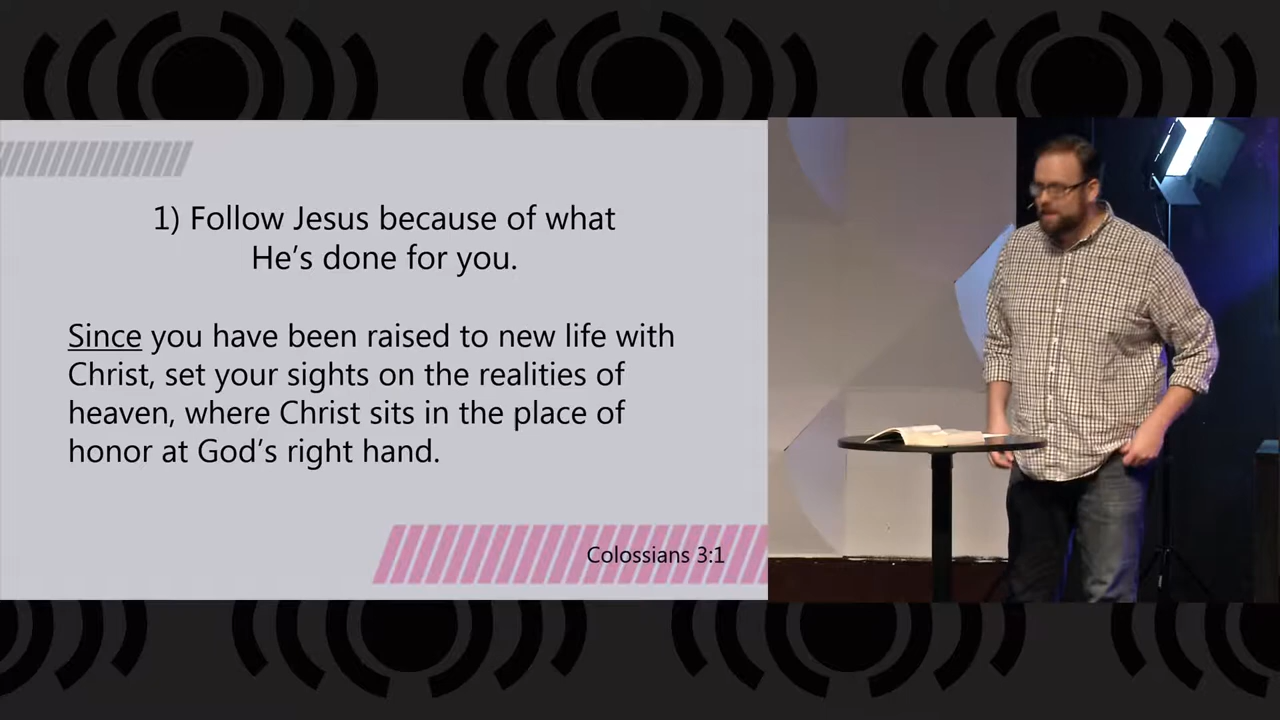 1) Follow Jesus because of what
He’s done for you.
Since you have been raised to new life with
Christ, set your sights on the realities of
heaven, where Christ sits in the place of
honor at God’s right hand.
Colossians 3:1